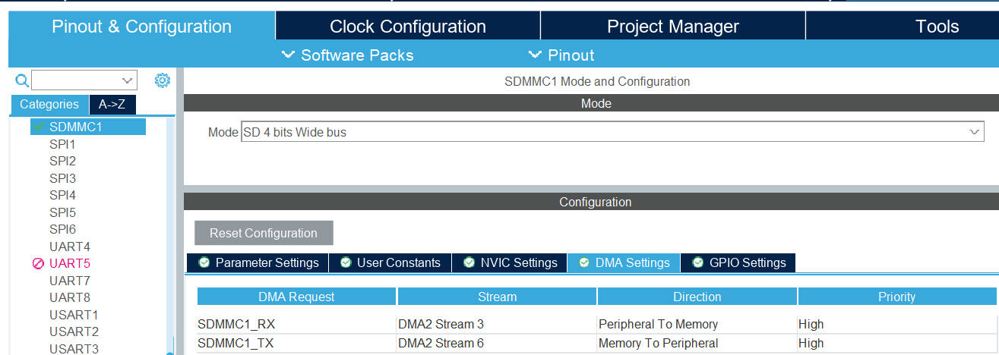 Pinout & Configuration Clock Configuration Project Manager Tools
Software Packs Pinout
SDMMC1 Mode and Configuration
Categories A->Z
Mode
SDMMC1
Mode SD 4 bits Wide bus
SPI1
SPI2
SPI3
SPI4
SPI5
SPI6
UART4
UART5
UART7
UART8
USART1
USART2
USART3
Configuration
Reset Configuration
Parameter Settings User Constants NVIC Settings DMA Settings GPIO Settings
DMA Request Stream Direction Priority
SDMMC1_RX DMA2 Stream 3 Peripheral To Memory High
SDMMC1_TX DMA2 Stream 6 Memory To Peripheral High